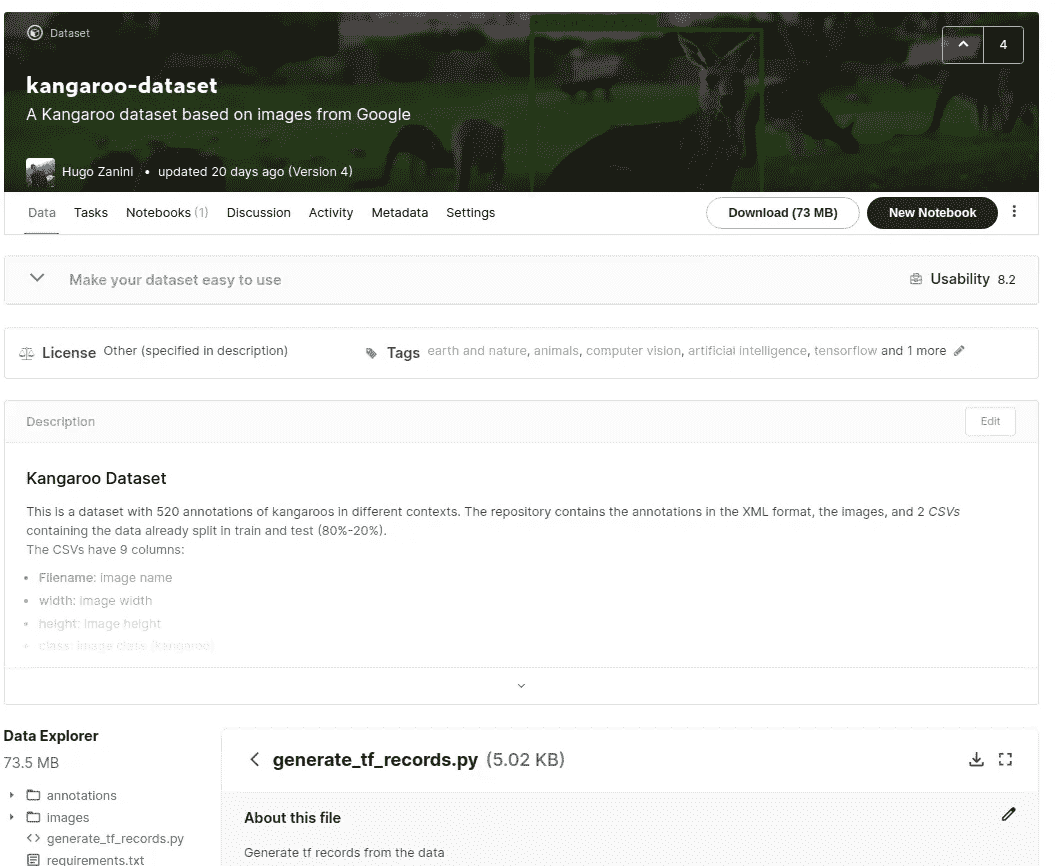 Dataset
4
kangaroo-dataset
A Kangaroo dataset based on images from Google
Hugo Zanini • updated 20 days ago (Version 4)
Data Tasks Notebooks (1) Discussion Activity Metadata Settings Download (73 MB) New Notebook
Make your dataset easy to use Usability 8.2
License Other (specified in description) Tags earth and nature, animals, computer vision, artificial intelligence, tensorflow and 1 more
Description Edit
Kangaroo Dataset
This is a dataset with 520 annotations of kangaroos in different contexts. The repository contains the annotations in the XML format, the images, and 2 CSVs
containing the data already split in train and test (80%-20%).
The CSVs have 9 columns:
• Filename: image name
• width: image width
• height: image height
• class: image class (kangaroo)
Data Explorer
73.5 MB
annotations
images
generate_tf_records.py
requirements.txt
generate_tf_records.py (5.02 KB)
About this file
Generate tf records from the data